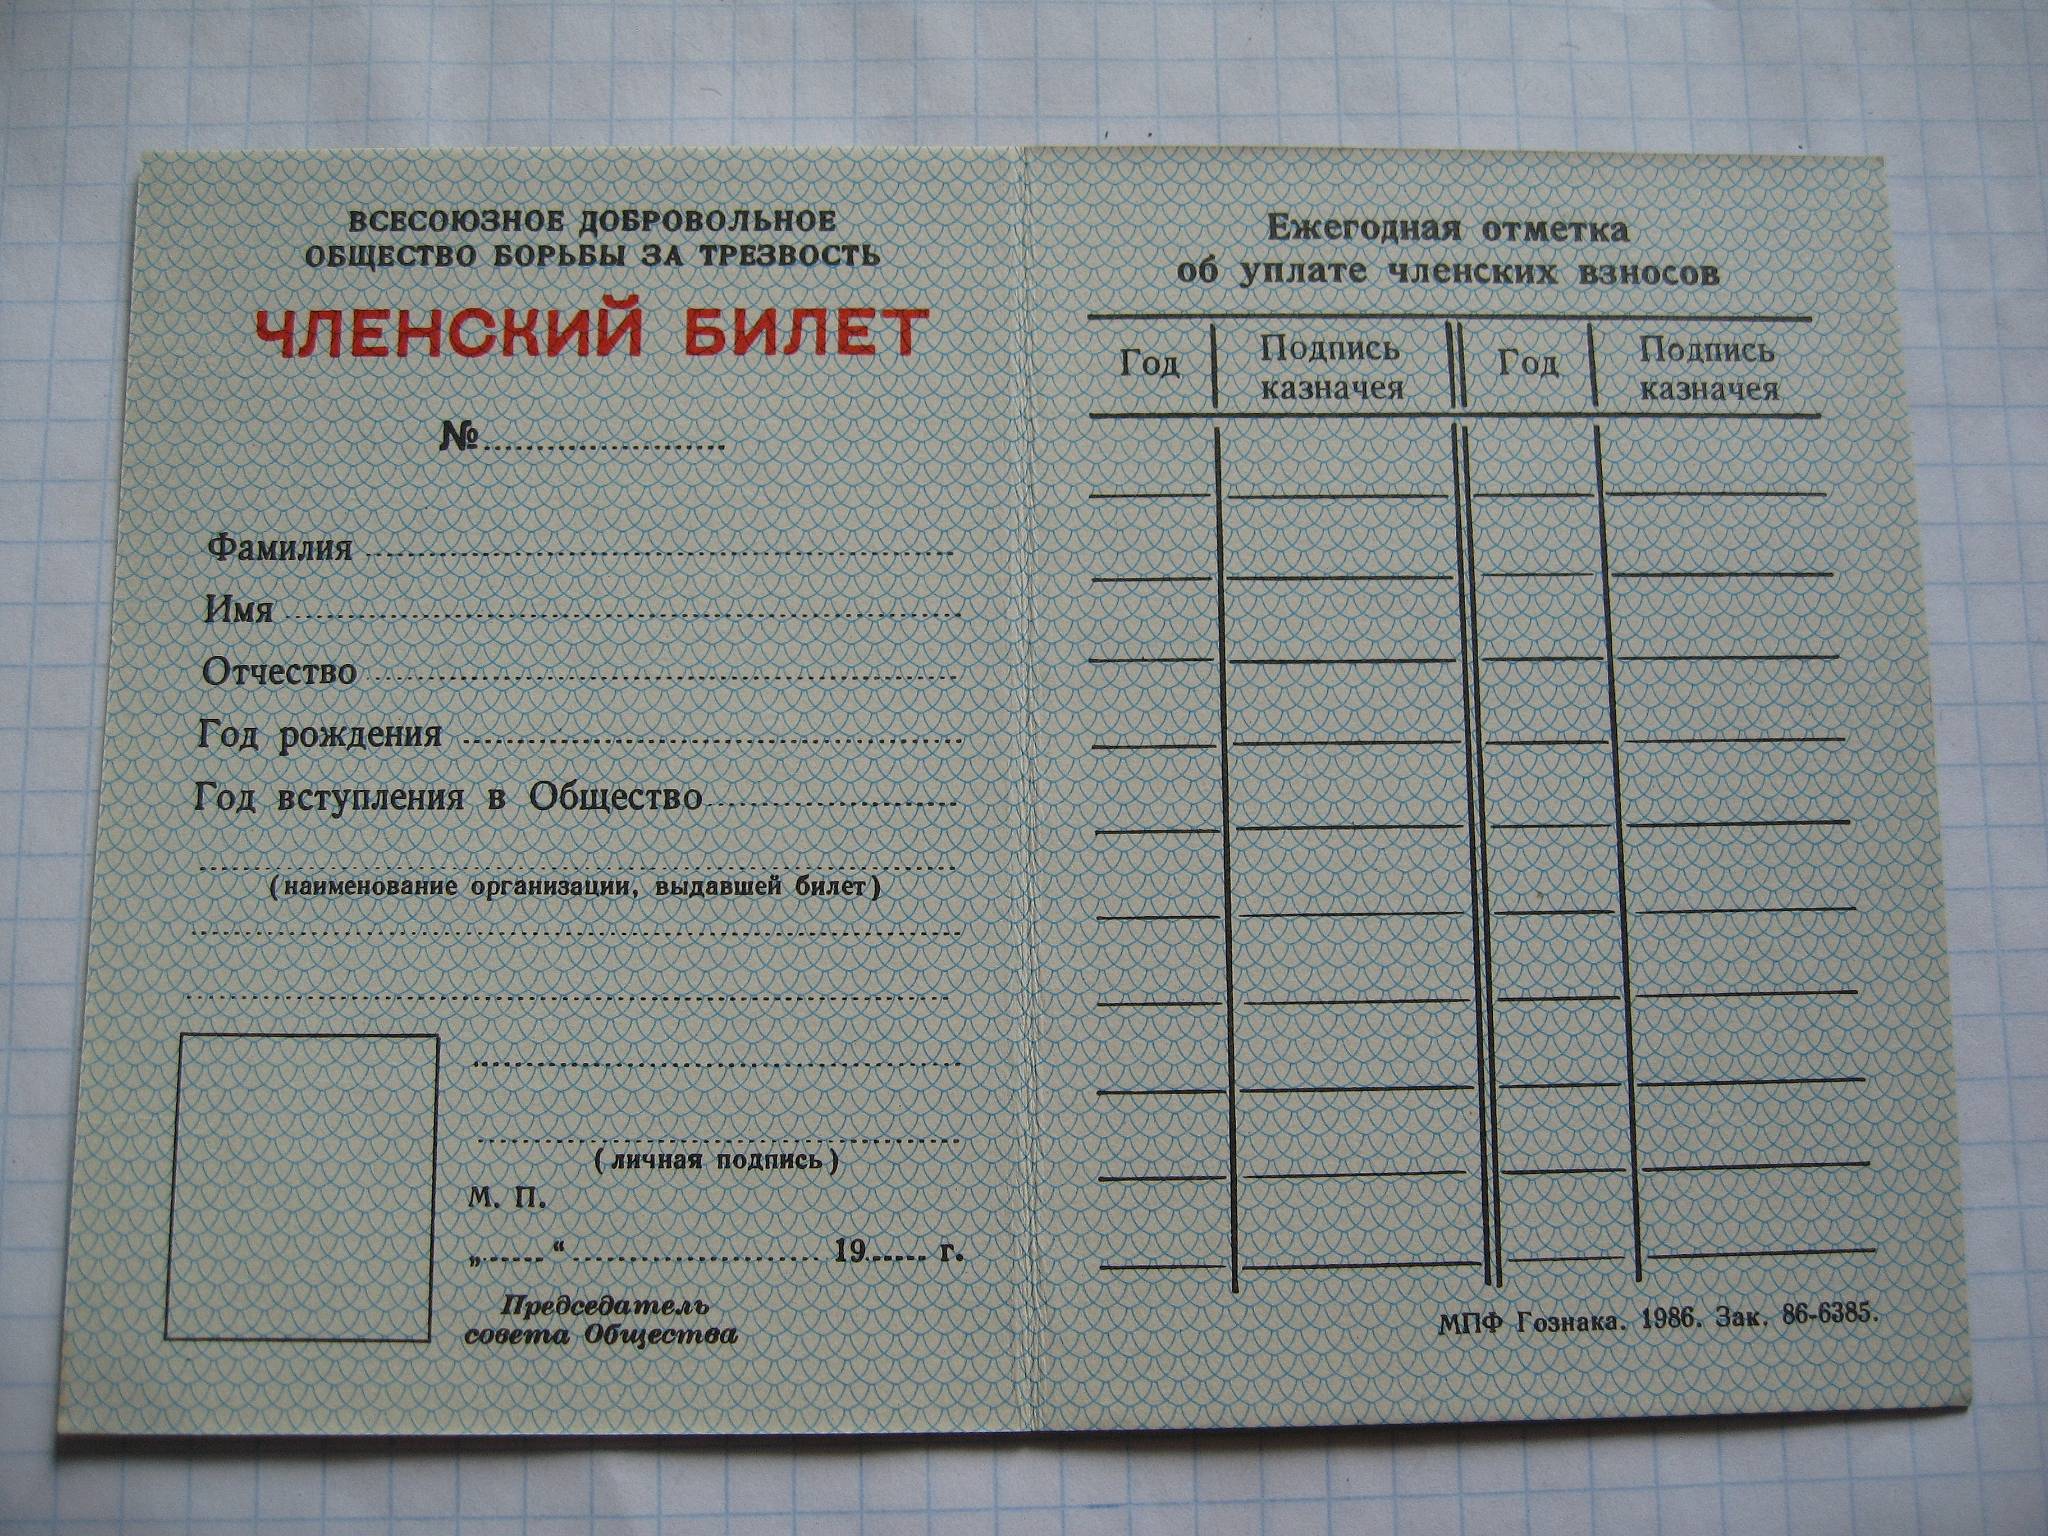 ВСЕСОЮЗНОЕ ДОБРОВОЛЬНОЕ
ОБЩЕСТВО БОРЬБЫ ЗА ТРЕЗВОСТЬ
ЧЛЕНСКИЙ БИЛЕТ
№
Фамилия
Имя
Отчество
Год рождения
Год вступления в Общество
(наименование организации, выдавшей билет)
(личная подпись)
М. П.
„......“ 19...... г.
Председатель
совета Общества
Ежегодная отметка
об уплате членских взносов
Год
Подпись
казначея
Год
Подпись
казначея
МПФ Гознака. 1986. Зак. 86-6385.